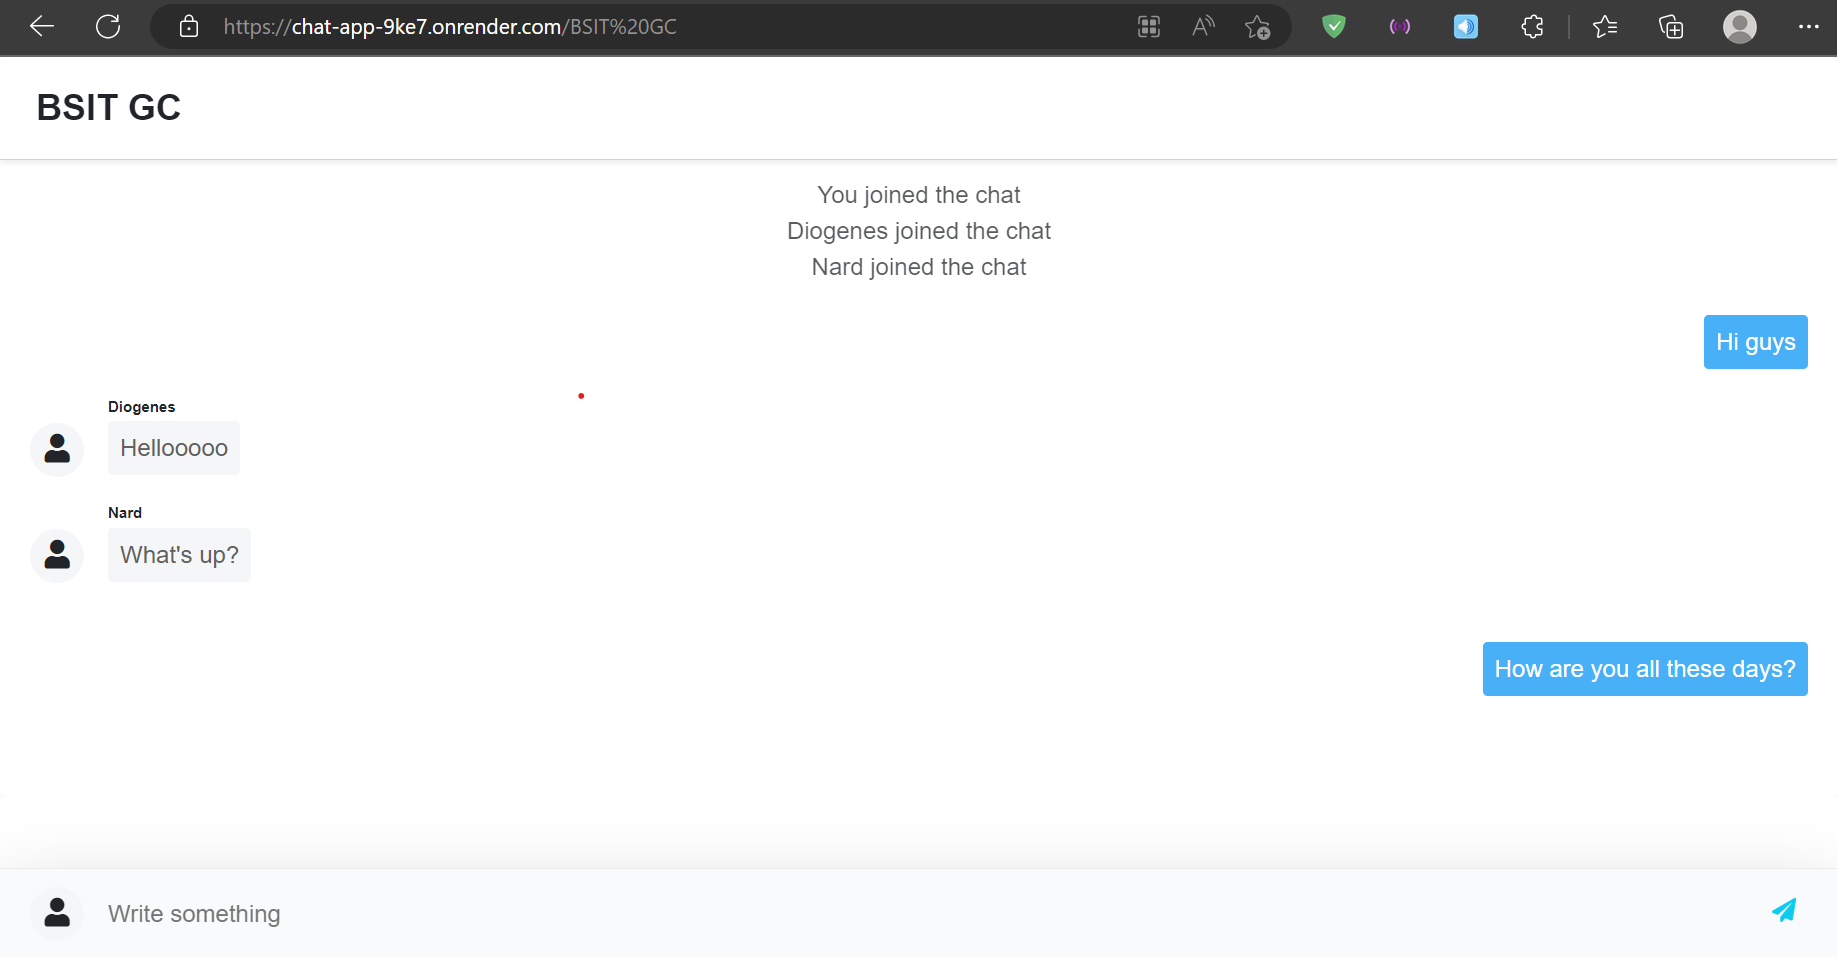 https://chat-app-9ke7.onrender.com/BSIT%20GC
BSIT GC
You joined the chat
Diogenes joined the chat
Nard joined the chat
Hi guys
Diogenes
Hellooooo
Nard
What's up?
How are you all these days?
Write something